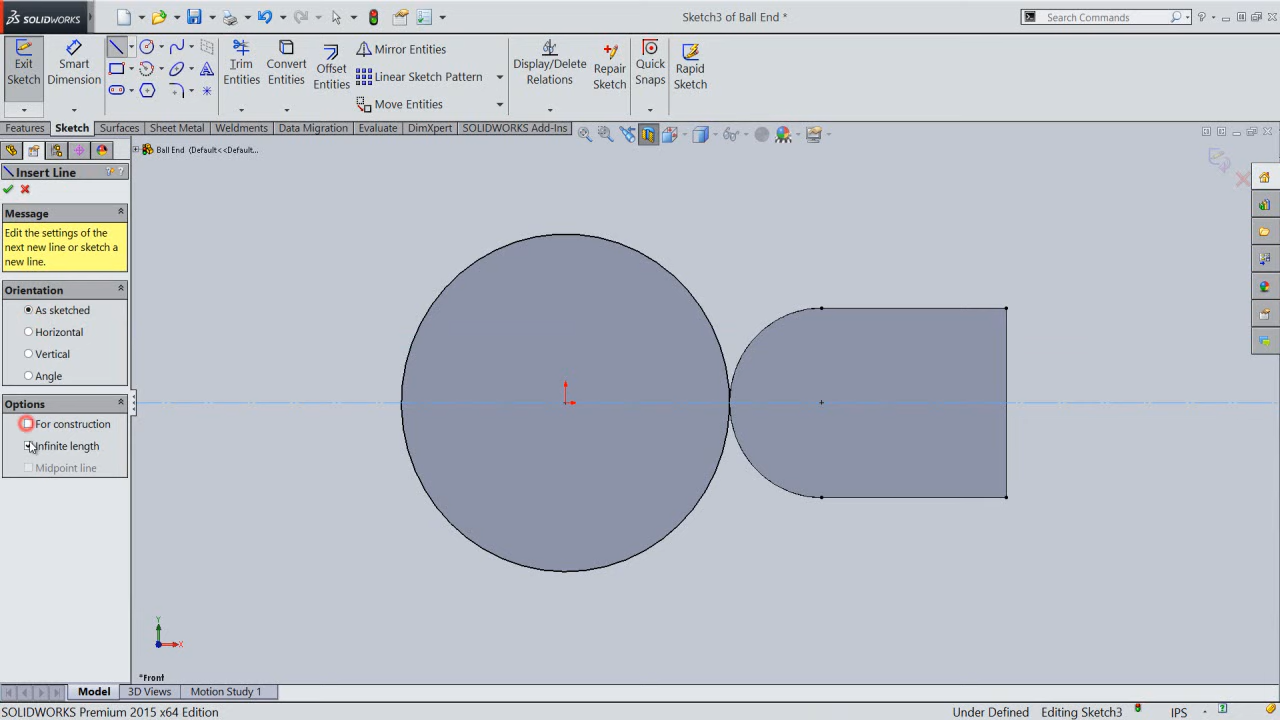 SOLIDWORKS
Sketch3 of Ball End *
Search Commands
Exit Sketch
Smart Dimension
Trim Entities
Convert Entities
Offset Entities
Mirror Entities
Linear Sketch Pattern
Move Entities
Display/Delete Relations
Repair Sketch
Quick Snaps
Rapid Sketch
Features
Sketch
Surfaces
Sheet Metal
Weldments
Data Migration
Evaluate
DimXpert
SOLIDWORKS Add-Ins
Ball End (Default<<Default...
Insert Line
Message
Edit the settings of the
next new line or sketch a
new line.
Orientation
As sketched
Horizontal
Vertical
Angle
Options
For construction
Infinite length
Midpoint line
Y
X
*Front
Model
3D Views
Motion Study 1
SOLIDWORKS Premium 2015 x64 Edition
Under Defined
Editing Sketch3
IPS